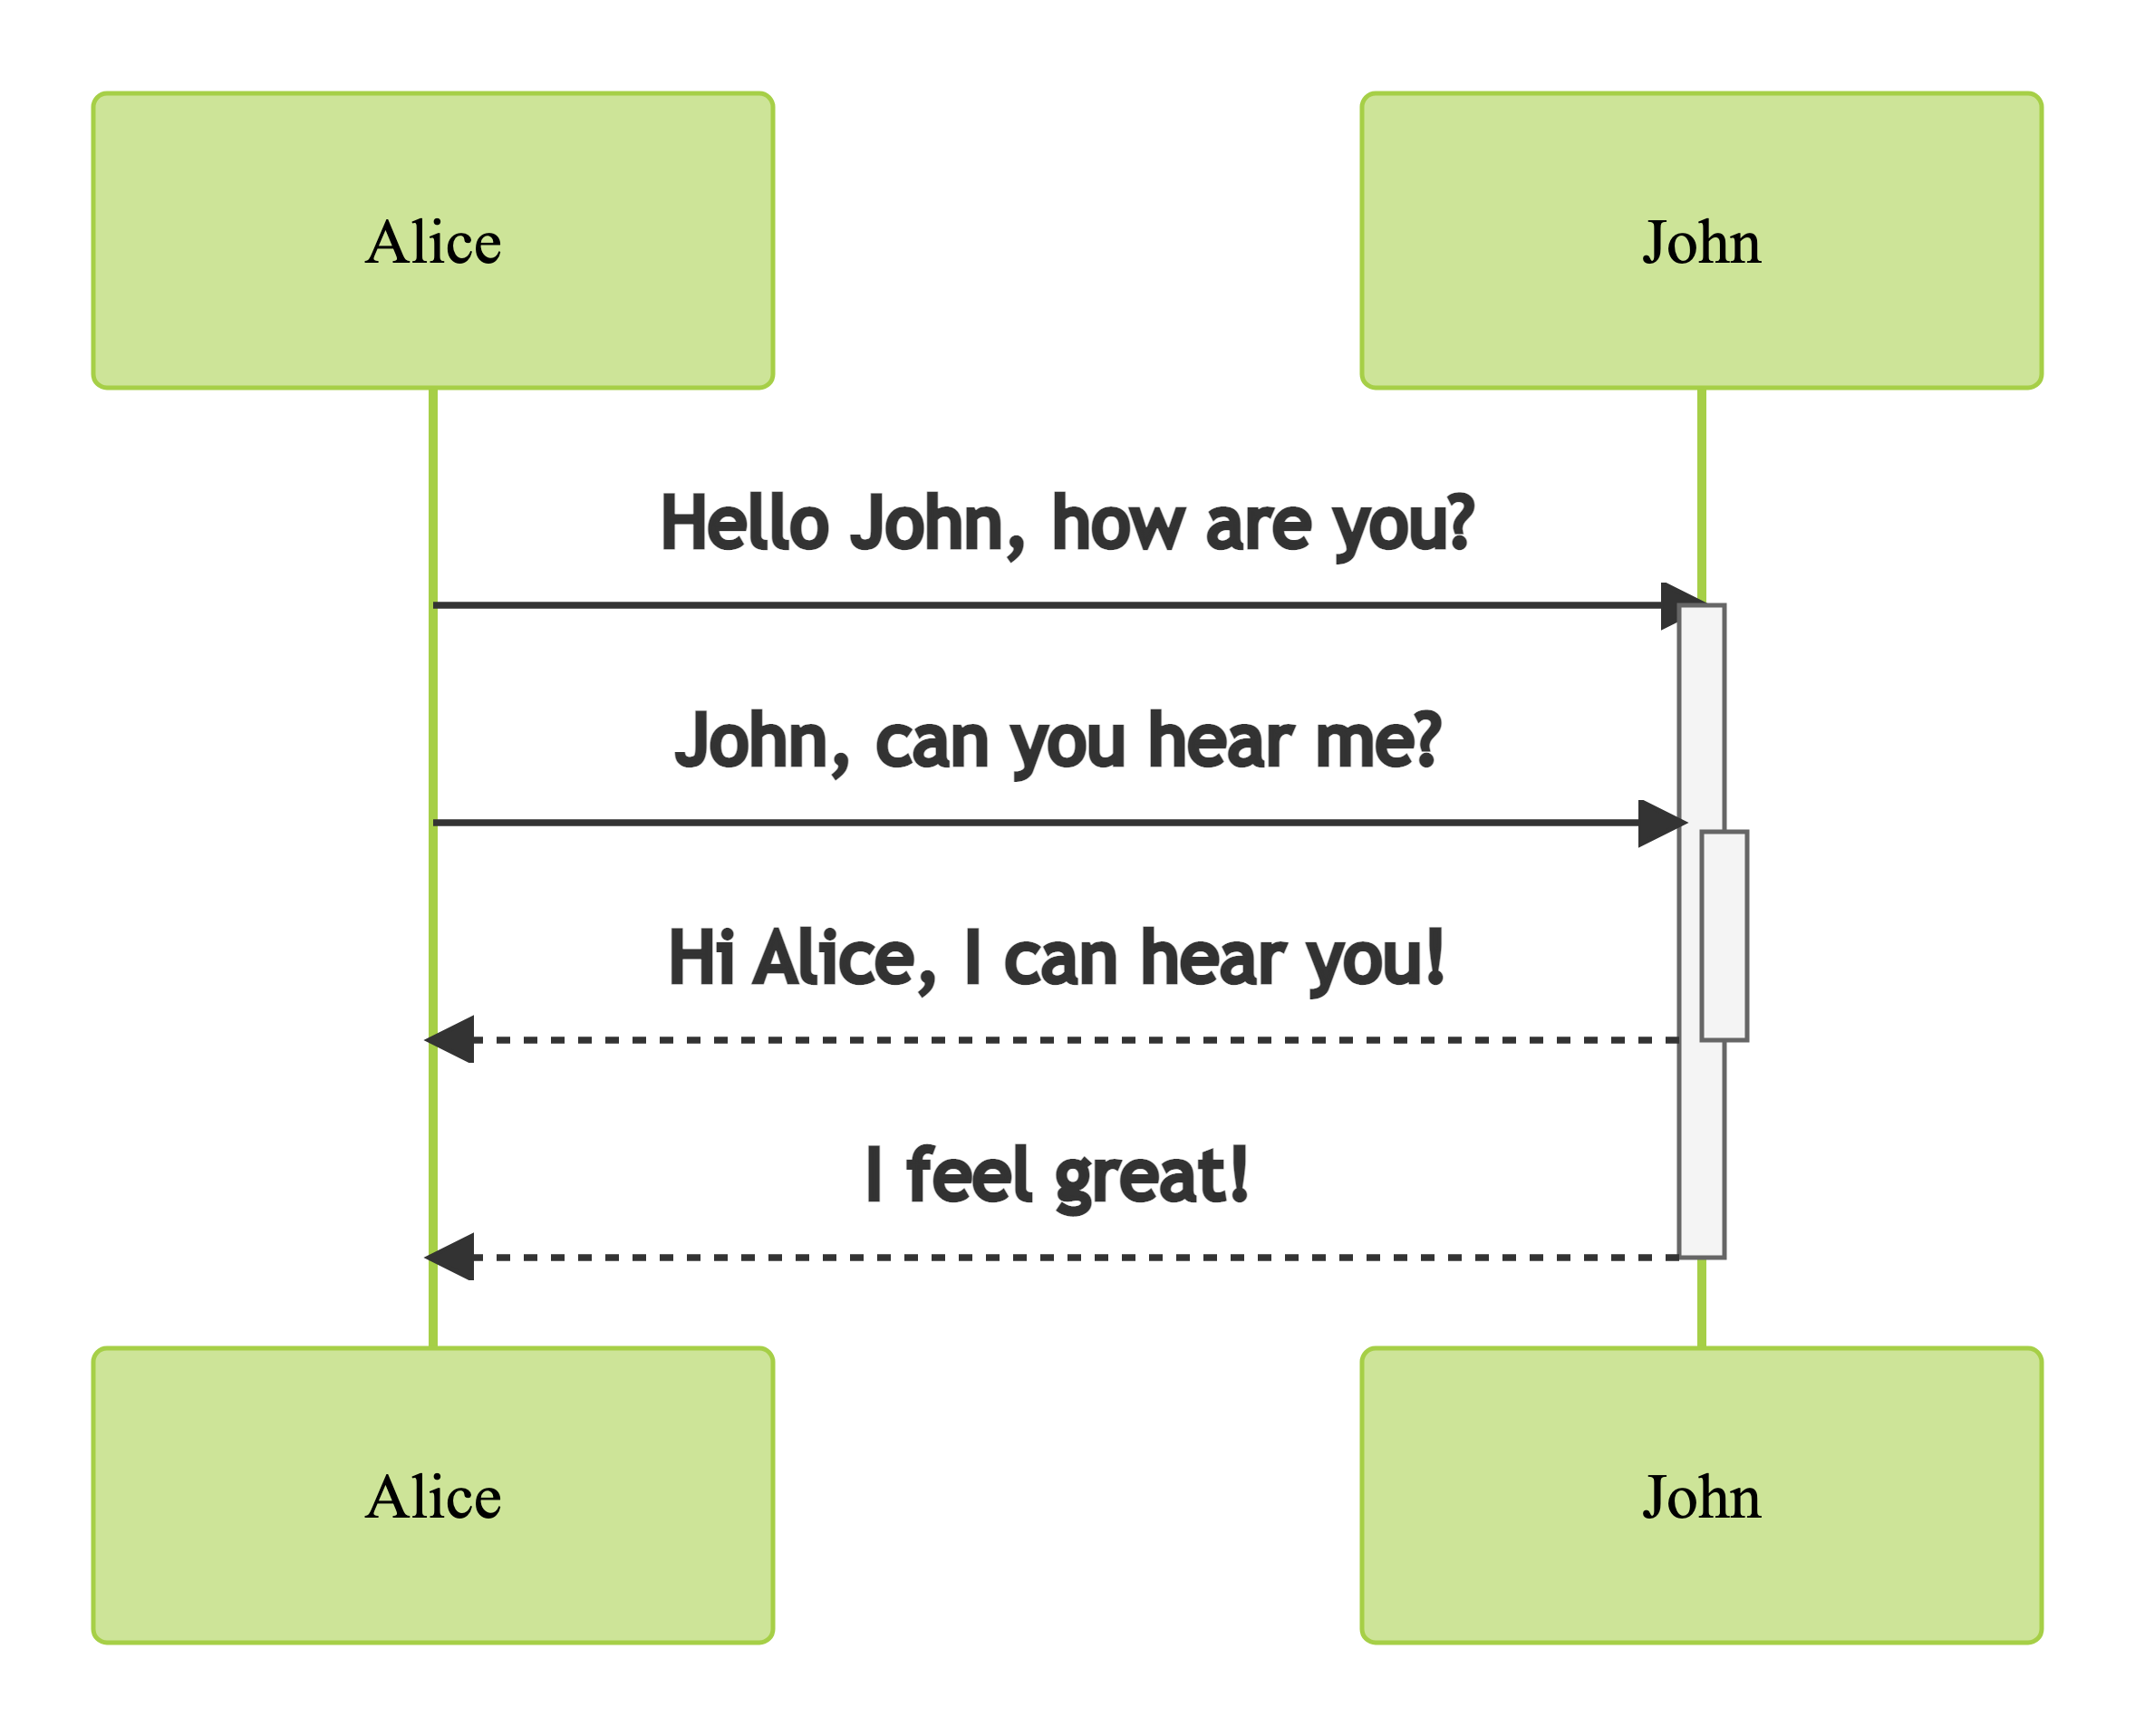 Alice
John
Hello John, how are you?
John, can you hear me?
Hi Alice, I can hear you!
I feel great!
Alice
John